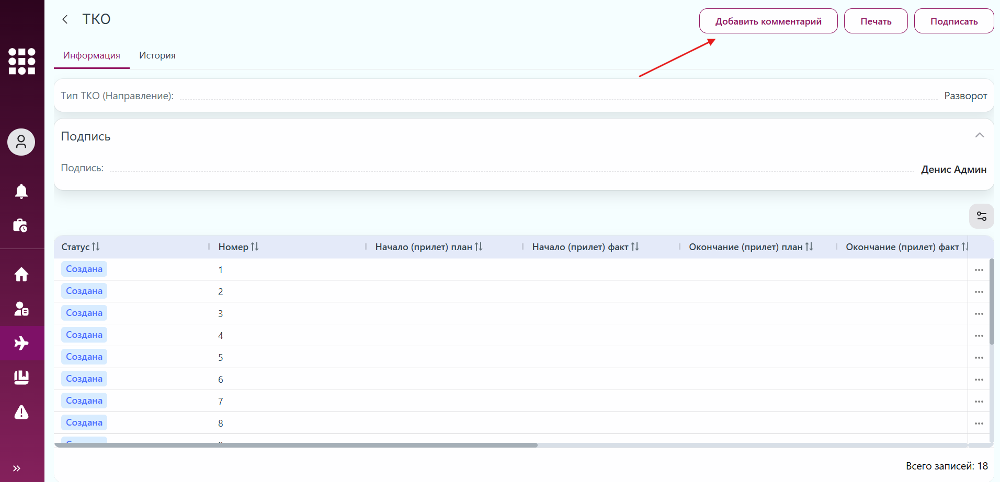 ТКО
Добавить комментарий
Печать
Подписать
Информация
История
Тип ТКО (Направление):
Разворот
Подпись
Подпись:
Денис Админ
Статус Номер Начало (прилет) план Начало (прилет) факт Окончание (прилет) план Окончание (прилет) факт
Создана 1
Создана 2
Создана 3
Создана 4
Создана 5
Создана 6
Создана 7
Создана 8
Всего записей: 18